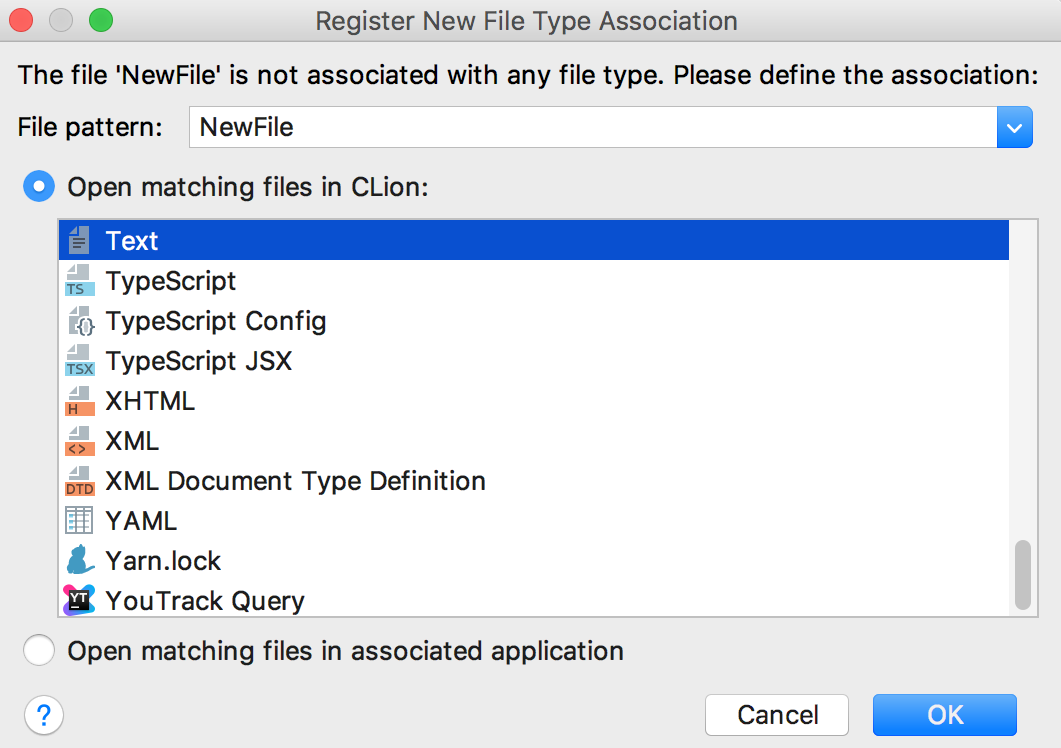 Register New File Type Association
The file 'NewFile' is not associated with any file type. Please define the association:
File pattern: NewFile
Open matching files in CLion:
Text
TS TypeScript
{} TypeScript Config
TSX TypeScript JSX
H XHTML
<> XML
DTD XML Document Type Definition
YAML
Yarn.lock
YT YouTrack Query
Open matching files in associated application
? Cancel OK